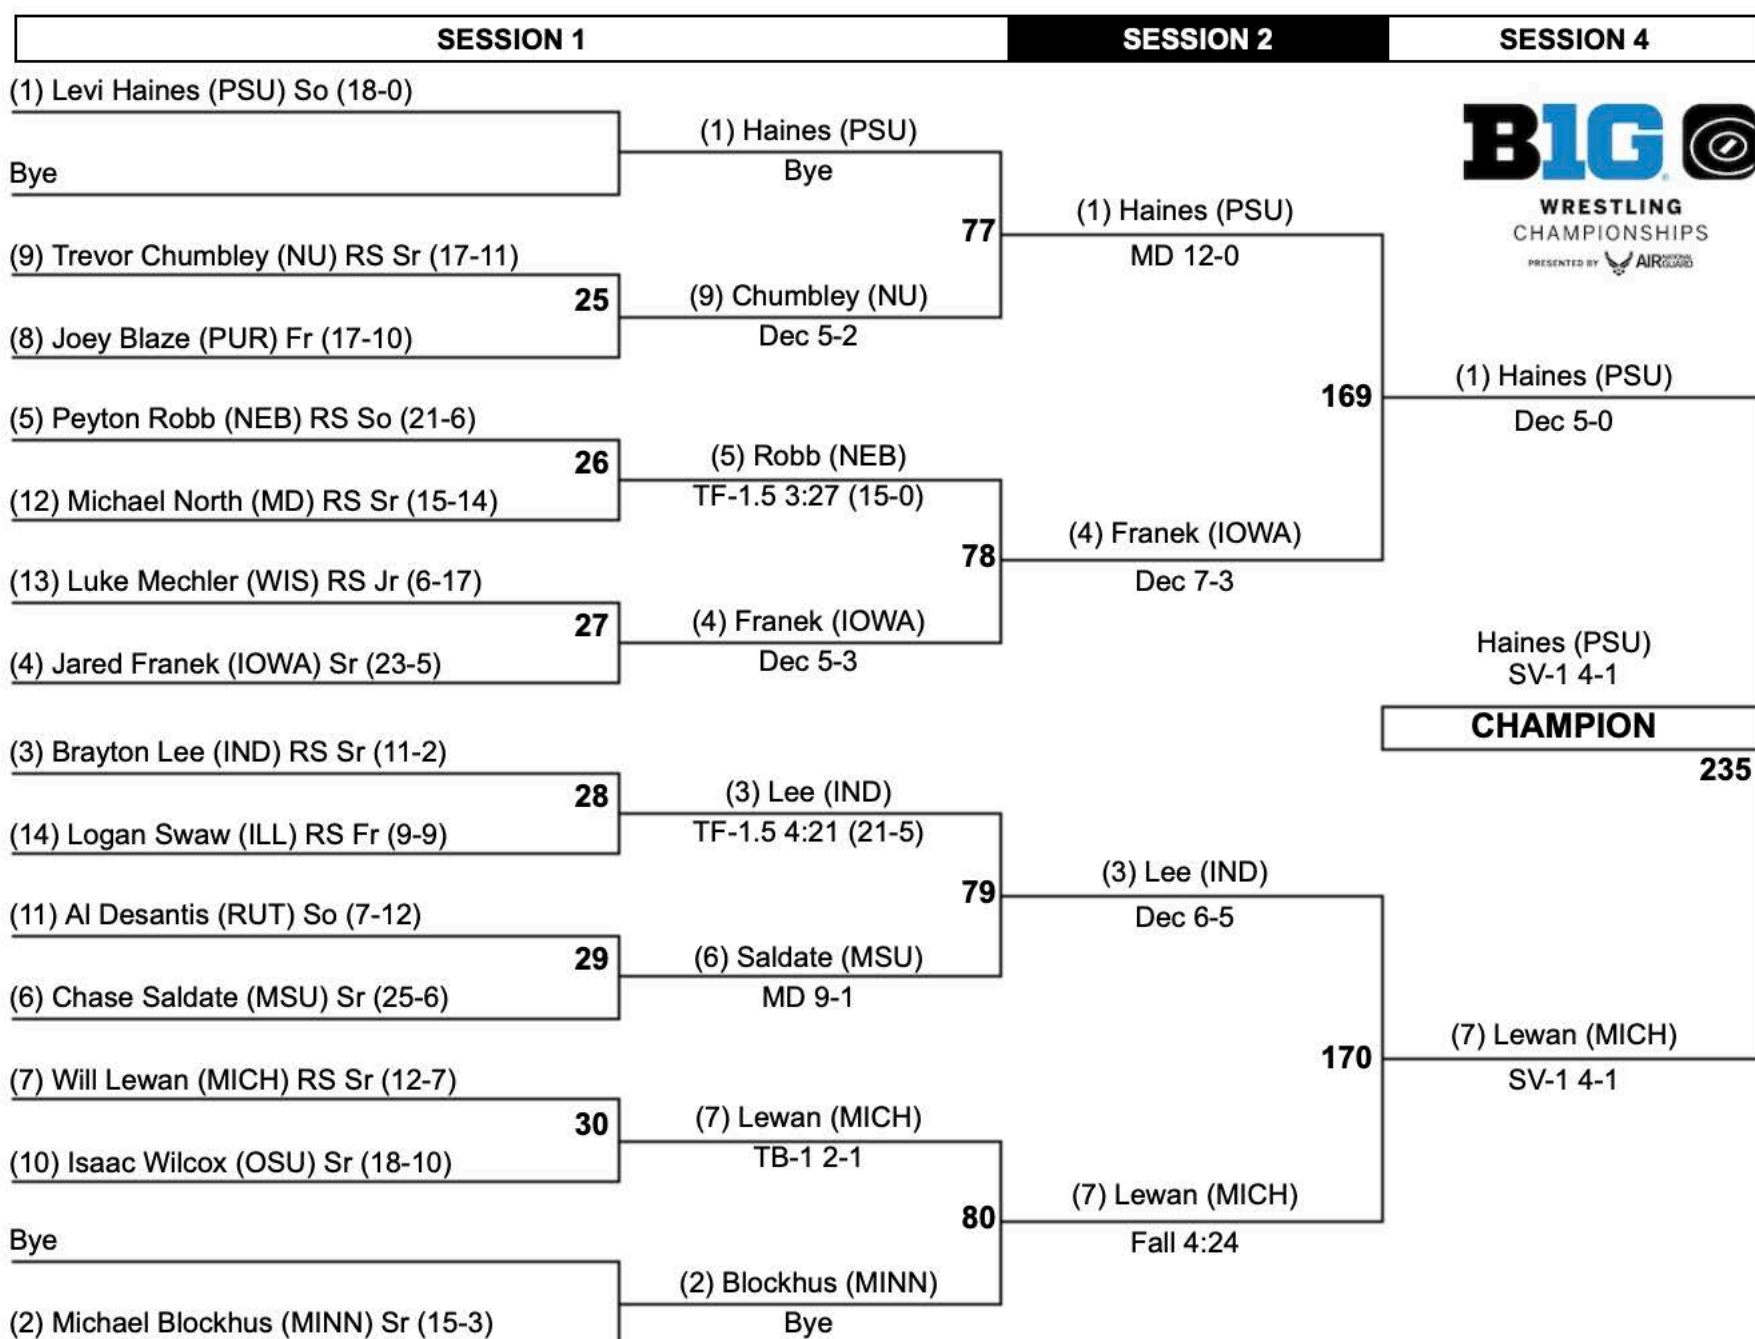 SESSION 1
SESSION 2
SESSION 4
(1) Levi Haines (PSU) So (18-0)
Bye
(9) Trevor Chumbley (NU) RS Sr (17-11)
25
(8) Joey Blaze (PUR) Fr (17-10)
(5) Peyton Robb (NEB) RS So (21-6)
26
(12) Michael North (MD) RS Sr (15-14)
(13) Luke Mechler (WIS) RS Jr (6-17)
27
(4) Jared Franek (IOWA) Sr (23-5)
(3) Brayton Lee (IND) RS Sr (11-2)
28
(14) Logan Swaw (ILL) RS Fr (9-9)
(11) Al Desantis (RUT) So (7-12)
29
(6) Chase Saldate (MSU) Sr (25-6)
(7) Will Lewan (MICH) RS Sr (12-7)
30
(10) Isaac Wilcox (OSU) Sr (18-10)
Bye
(2) Michael Blockhus (MINN) Sr (15-3)
(1) Haines (PSU)
Bye
77
(9) Chumbley (NU)
Dec 5-2
(5) Robb (NEB)
TF-1.5 3:27 (15-0)
78
(4) Franek (IOWA)
Dec 5-3
(3) Lee (IND)
TF-1.5 4:21 (21-5)
79
(6) Saldate (MSU)
MD 9-1
(7) Lewan (MICH)
TB-1 2-1
80
(2) Blockhus (MINN)
Bye
(1) Haines (PSU)
MD 12-0
169
(4) Franek (IOWA)
Dec 7-3
(3) Lee (IND)
Dec 6-5
170
(7) Lewan (MICH)
Fall 4:24
B1G
WRESTLING
CHAMPIONSHIPS
PRESENTED BY AIR NATIONAL GUARD
(1) Haines (PSU)
Dec 5-0
Haines (PSU)
SV-1 4-1
CHAMPION
235
(7) Lewan (MICH)
SV-1 4-1